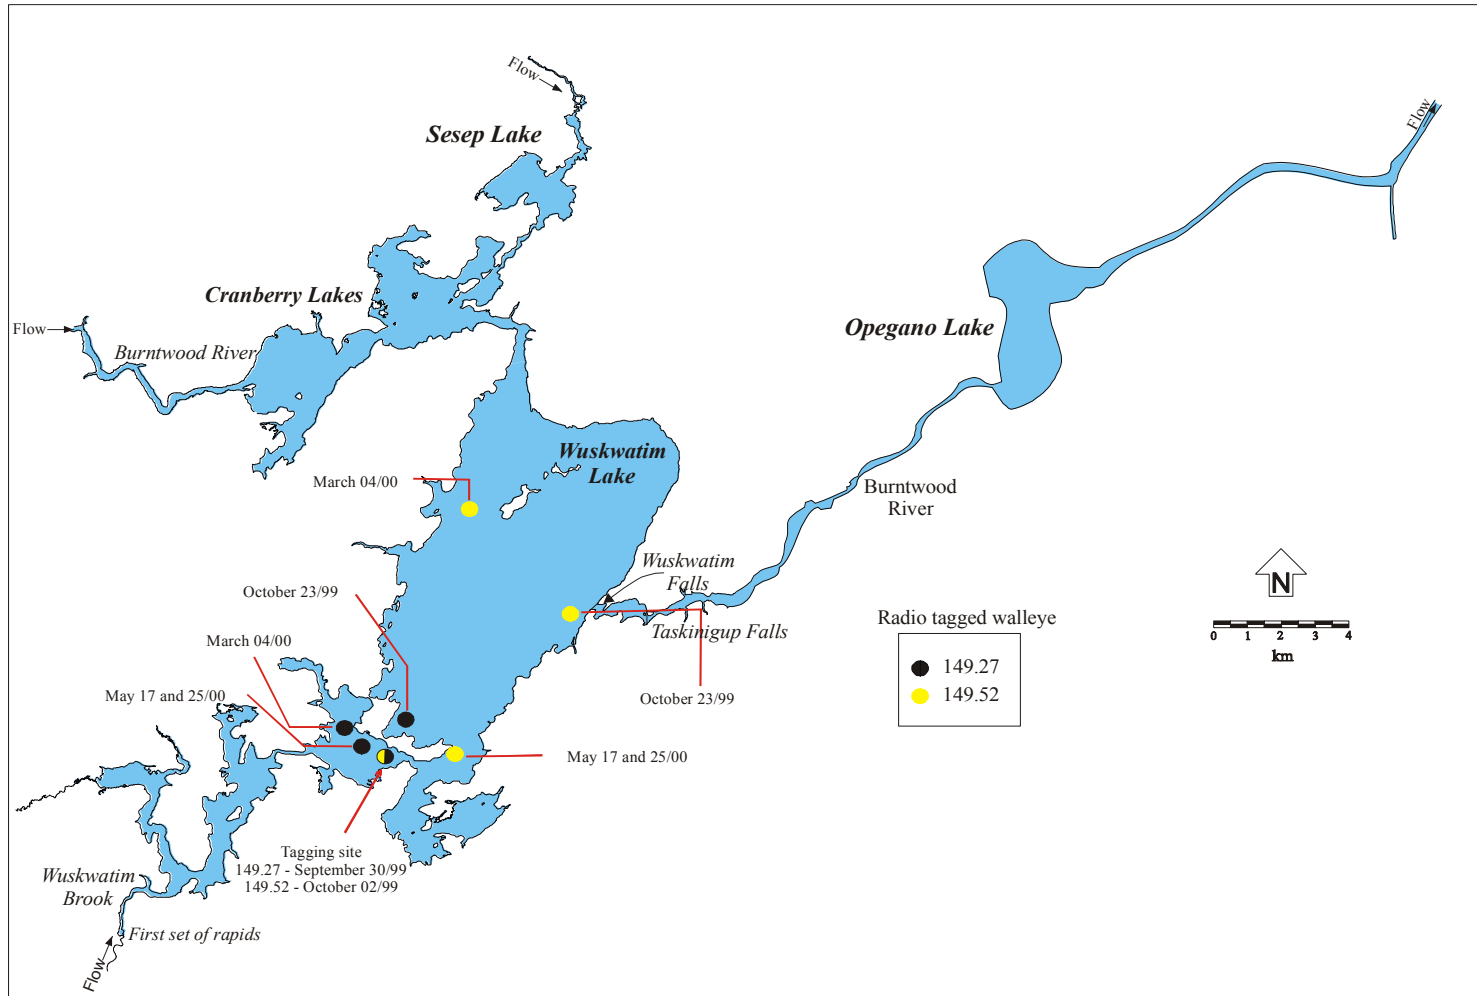 Flow
Sesep Lake
Flow
Cranberry Lakes
Flow
Burntwood River
Opegano Lake
Wuskwatim
Lake
March 04/00
Burntwood
River
Wuskwatim
Falls
October 23/99
N
Taskinigup Falls
Radio tagged walleye
0 1 2 3 4
km
March 04/00
149.27
149.52
May 17 and 25/00
October 23/99
May 17 and 25/00
Tagging site
149.27 - September 30/99
149.52 - October 02/99
Wuskwatim
Brook
First set of rapids
Flow